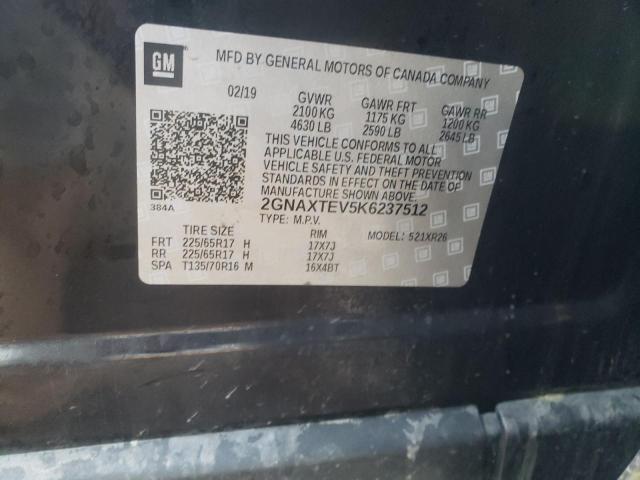 GM
MFD BY GENERAL MOTORS OF CANADA COMPANY
02/19 GVWR GAWR FRT GAWR RR
2100 KG 1175 KG 1200 KG
4630 LB 2590 LB 2645 LB
THIS VEHICLE CONFORMS TO ALL
APPLICABLE U.S. FEDERAL MOTOR
VEHICLE SAFETY AND THEFT PREVENTION
STANDARDS IN EFFECT ON THE DATE OF
MANUFACTURE SHOWN ABOVE.
384A 2GNAXTEV5K6237512
TYPE: M.P.V. MODEL: 521XR26
TIRE SIZE RIM
FRT 225/65R17 H 17X7J
RR 225/65R17 H 17X7J
SPA T135/70R16 M 16X4BT